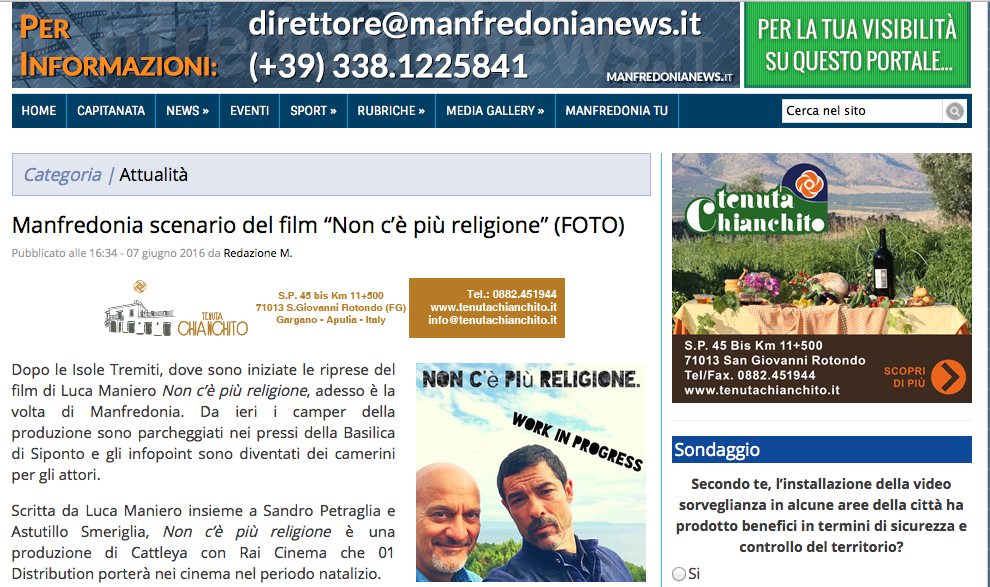 PER
INFORMAZIONI:
direttore@manfredonianews.it
(+39) 338.1225841
MANFREDONIANEWS.IT
PER LA TUA VISIBILITÀ
SU QUESTO PORTALE...
HOME CAPITANATA NEWS » EVENTI SPORT » RUBRICHE » MEDIA GALLERY » MANFREDONIA TU
Cerca nel sito
Categoria | Attualità
Manfredonia scenario del film “Non c’è più religione” (FOTO)
Pubblicato alle 16:34 - 07 giugno 2016 da Redazione M.
TENUTA
CHIANCHITO
S.P. 45 bis Km 11+500
71013 S.Giovanni Rotondo (FG)
Gargano - Apulia - Italy
Tel.: 0882.451944
www.tenutachianchito.it
info@tenutachianchito.it
Dopo le Isole Tremiti, dove sono iniziate le riprese del
film di Luca Maniero Non c’è più religione, adesso è la
volta di Manfredonia. Da ieri i camper della
produzione sono parcheggiati nei pressi della Basilica
di Siponto e gli infopoint sono diventati dei camerini
per gli attori.
Scritta da Luca Maniero insieme a Sandro Petraglia e
Astutillo Smeriglia, Non c’è più religione è una
produzione di Cattleya con Rai Cinema che 01
Distribution porterà nei cinema nel periodo natalizio.
NON C'è PIù RELIGIONE.
WORK IN PROGRESS
tenuta
Chianchito
S.P. 45 Bis Km 11+500
71013 San Giovanni Rotondo
Tel/Fax. 0882.451944
www.tenutachianchito.it
SCOPRI
DI PIÙ
Sondaggio
Secondo te, l’installazione della video
sorveglianza in alcune aree della città ha
prodotto benefici in termini di sicurezza e
controllo del territorio?
Si